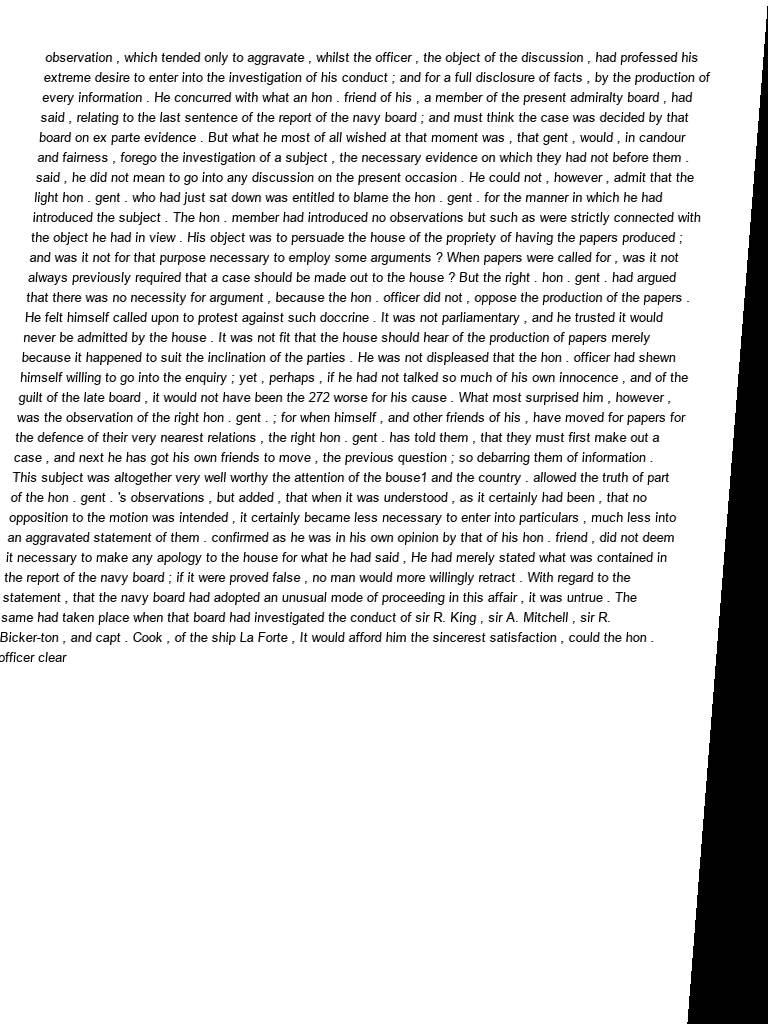 observation , which tended only to aggravate , whilst the officer , the object of the discussion , had professed his
extreme desire to enter into the investigation of his conduct ; and for a full disclosure of facts , by the production of
every information . He concurred with what an hon . friend of his , a member of the present admiralty board , had
said , relating to the last sentence of the report of the navy board ; and must think the case was decided by that
board on ex parte evidence . But what he most of all wished at that moment was , that gent , would , in candour
and fairness , forego the investigation of a subject , the necessary evidence on which they had not before them .
said , he did not mean to go into any discussion on the present occasion . He could not , however , admit that the
light hon . gent . who had just sat down was entitled to blame the hon . gent . for the manner in which he had
introduced the subject . The hon . member had introduced no observations but such as were strictly connected with
the object he had in view . His object was to persuade the house of the propriety of having the papers produced ;
and was it not for that purpose necessary to employ some arguments ? When papers were called for , was it not
always previously required that a case should be made out to the house ? But the right . hon . gent . had argued
that there was no necessity for argument , because the hon . officer did not , oppose the production of the papers .
He felt himself called upon to protest against such doccrine . It was not parliamentary , and he trusted it would
never be admitted by the house . It was not fit that the house should hear of the production of papers merely
because it happened to suit the inclination of the parties . He was not displeased that the hon . officer had shewn
himself willing to go into the enquiry ; yet , perhaps , if he had not talked so much of his own innocence , and of the
guilt of the late board , it would not have been the 272 worse for his cause . What most surprised him , however ,
was the observation of the right hon . gent . ; for when himself , and other friends of his , have moved for papers for
the defence of their very nearest relations , the right hon . gent . has told them , that they must first make out a
case , and next he has got his own friends to move , the previous question ; so debarring them of information .
This subject was altogether very well worthy the attention of the bouse1 and the country . allowed the truth of part
of the hon . gent . 's observations , but added , that when it was understood , as it certainly had been , that no
opposition to the motion was intended , it certainly became less necessary to enter into particulars , much less into
an aggravated statement of them . confirmed as he was in his own opinion by that of his hon . friend , did not deem
it necessary to make any apology to the house for what he had said , He had merely stated what was contained in
the report of the navy board ; if it were proved false , no man would more willingly retract . With regard to the
statement , that the navy board had adopted an unusual mode of proceeding in this affair , it was untrue . The
same had taken place when that board had investigated the conduct of sir R. King , sir A. Mitchell , sir R.
Bicker-ton , and capt . Cook , of the ship La Forte , It would afford him the sincerest satisfaction , could the hon .
officer clear